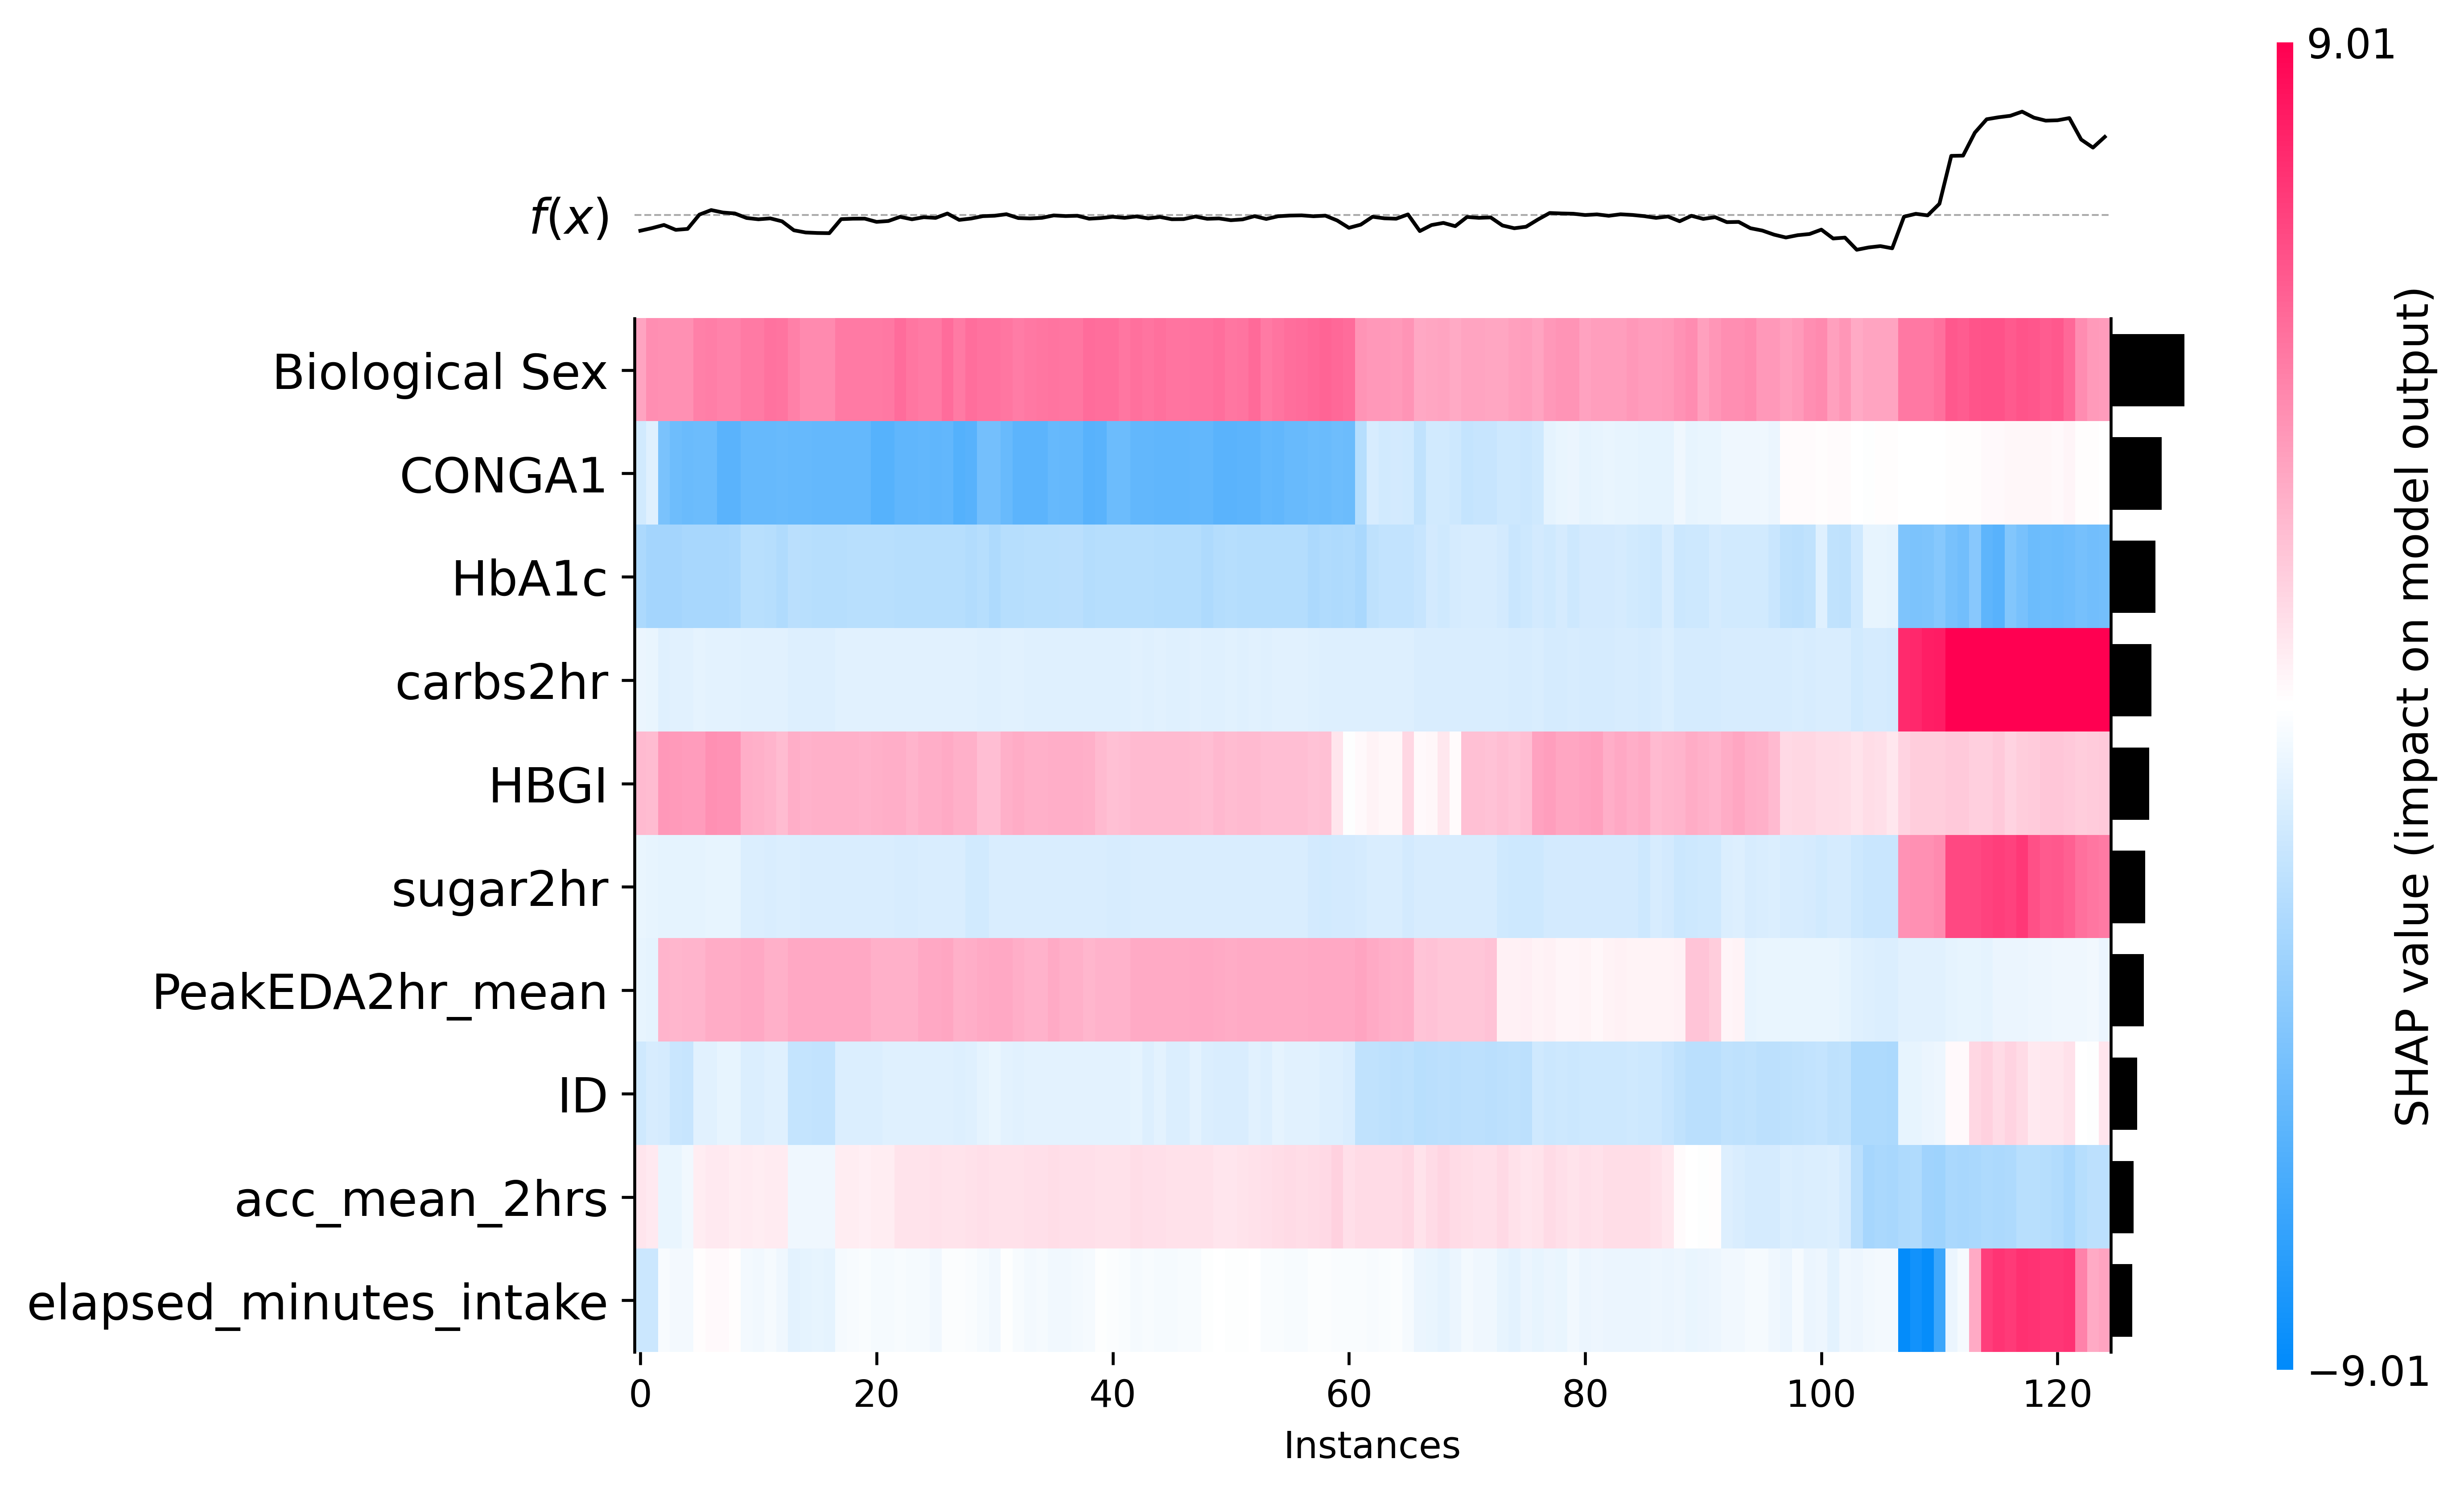 9.01
f(x)
Biological Sex
CONGA1
HbA1c
carbs2hr
HBGI
sugar2hr
PeakEDA2hr_mean
ID
acc_mean_2hrs
elapsed_minutes_intake
0 20 40 60 80 100 120
Instances
−9.01
SHAP value (impact on model output)